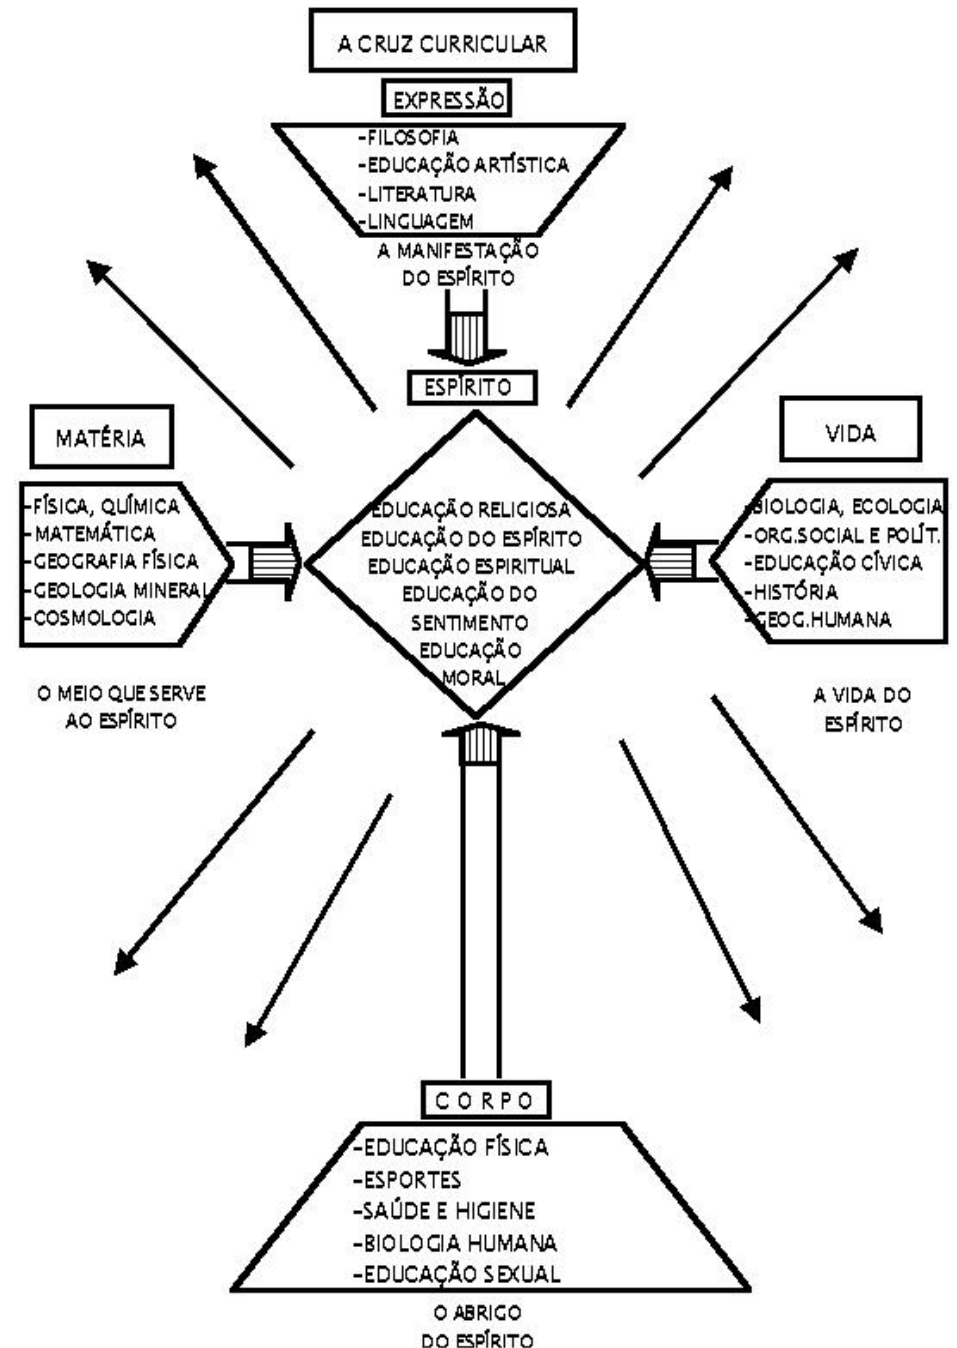 A CRUZ CURRICULAR
EXPRESSÃO
-FILOSOFIA
-EDUCAÇÃO ARTÍSTICA
-LITERATURA
-LINGUAGEM
A MANIFESTAÇÃO
DO ESPÍRITO
ESPÍRITO
EDUCAÇÃO RELIGIOSA
EDUCAÇÃO DO ESPÍRITO
EDUCAÇÃO ESPIRITUAL
EDUCAÇÃO DO
SENTIMENTO
EDUCAÇÃO
MORAL
MATÉRIA
-FÍSICA, QUÍMICA
-MATEMÁTICA
-GEOGRAFIA FÍSICA
-GEOLOGIA MINERAL
-COSMOLOGIA
O MEIO QUE SERVE
AO ESPÍRITO
VIDA
-BIOLOGIA, ECOLOGIA
-ORG.SOCIAL E POLÍT.
-EDUCAÇÃO CÍVICA
-HISTÓRIA
-GEOG.HUMANA
A VIDA DO
ESPÍRITO
C O R P O
-EDUCAÇÃO FÍSICA
-ESPORTES
-SAÚDE E HIGIENE
-BIOLOGIA HUMANA
-EDUCAÇÃO SEXUAL
O ABRIGO
DO ESPÍRITO